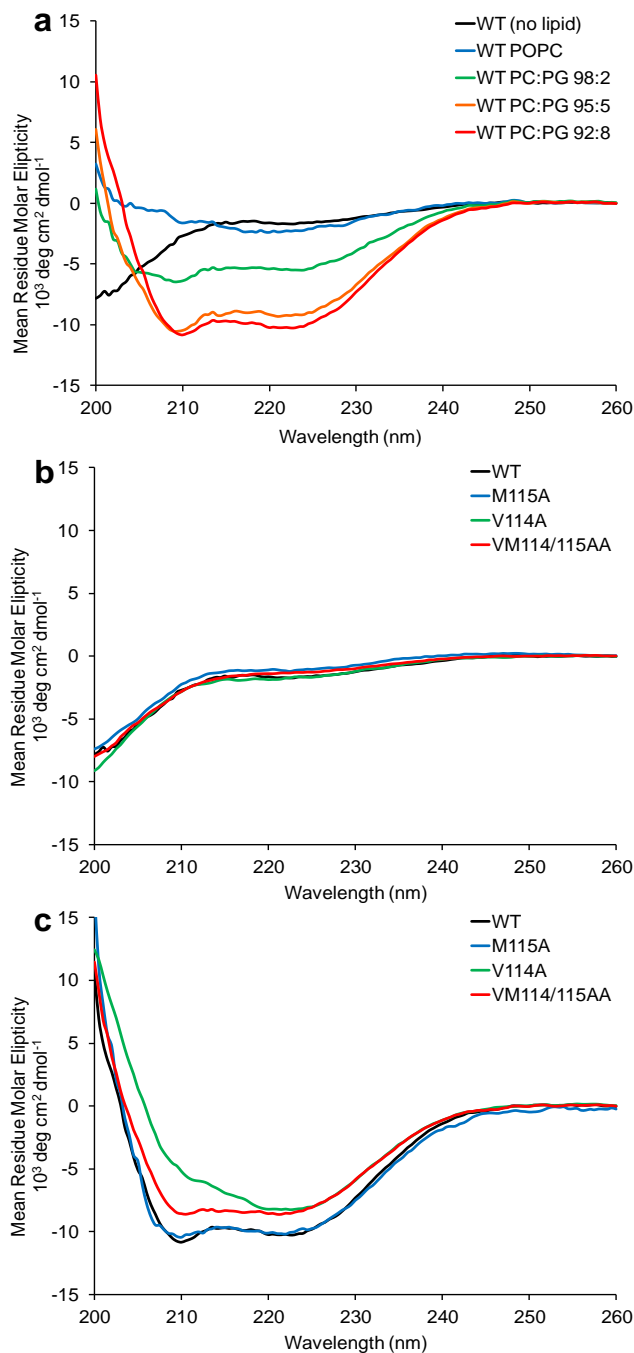 a
WT (no lipid)
WT POPC
WT PC:PG 98:2
WT PC:PG 95:5
WT PC:PG 92:8
Mean Residue Molar Elipticity
10³ deg cm² dmol⁻¹
15
10
5
0
-5
-10
-15
200 210 220 230 240 250 260
Wavelength (nm)
b
WT
M115A
V114A
VM114/115AA
Mean Residue Molar Elipticity
10³ deg cm² dmol⁻¹
15
10
5
0
-5
-10
-15
200 210 220 230 240 250 260
Wavelength (nm)
c
WT
M115A
V114A
VM114/115AA
Mean Residue Molar Elipticity
10³ deg cm² dmol⁻¹
15
10
5
0
-5
-10
-15
200 210 220 230 240 250 260
Wavelength (nm)